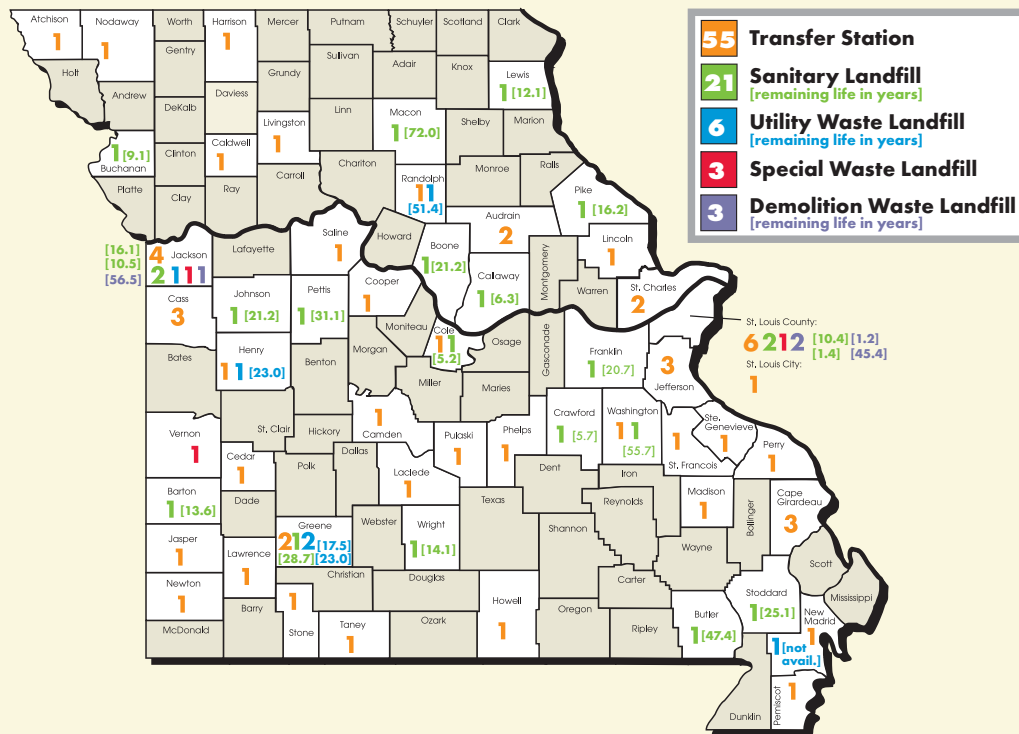 55 Transfer Station
21 Sanitary Landfill
[remaining life in years]
6 Utility Waste Landfill
[remaining life in years]
3 Special Waste Landfill
3 Demolition Waste Landfill
[remaining life in years]
Atchison
1
Nodaway
1
Worth
Harrison
1
Mercer
Putnam
Schuyler
Scotland
Clark
Holt
Gentry
Sullivan
Adair
Knox
Lewis
1 [12.1]
Andrew
DeKalb
Daviess
Grundy
Linn
Macon
1 [72.0]
Shelby
Marion
Livingston
1
1 [9.1]
Buchanan
Clinton
Caldwell
1
Carroll
Chariton
Randolph
11
[51.4]
Monroe
Ralls
Pike
1 [16.2]
Platte
Clay
Ray
Audrain
2
Howard
Boone
1 [21.2]
Callaway
1 [6.3]
Montgomery
Lincoln
1
Warren
St. Charles
2
[16.1]
[10.5]
[56.5]
4 Jackson
2 111
Lafayette
Saline
1
Cooper
1
Cass
3
Johnson
1 [21.2]
Pettis
1 [31.1]
Moniteau
Cole
11
[5.2]
Osage
Gasconade
Franklin
1 [20.7]
Jefferson
3
St. Louis County:
6 2 1 2 [10.4] [1.2]
[1.4] [45.4]
St. Louis City:
1
Bates
Henry
1 1 [23.0]
Benton
Morgan
Miller
Maries
Camden
1
Pulaski
1
Phelps
1
Crawford
1
[5.7]
Washington
11
[55.7]
St. Francois
1
Ste.
Genevieve
1
Perry
1
Vernon
1
St. Clair
Hickory
Cedar
1
Polk
Dallas
Laclede
1
Dent
Iron
Reynolds
Madison
1
Bollinger
Cape
Girardeau
3
Barton
1 [13.6]
Dade
Greene
212 [17.5]
[28.7] [23.0]
Webster
Wright
1 [14.1]
Texas
Shannon
Wayne
Scott
Jasper
1
Lawrence
1
Christian
Douglas
Carter
Stoddard
1 [25.1]
Mississippi
Newton
1
Barry
Stone
1
Taney
1
Ozark
Howell
1
Oregon
Ripley
Butler
1 [47.4]
New
Madrid
1
1 [not
avail.]
McDonald
Dunklin
Pemiscot
1